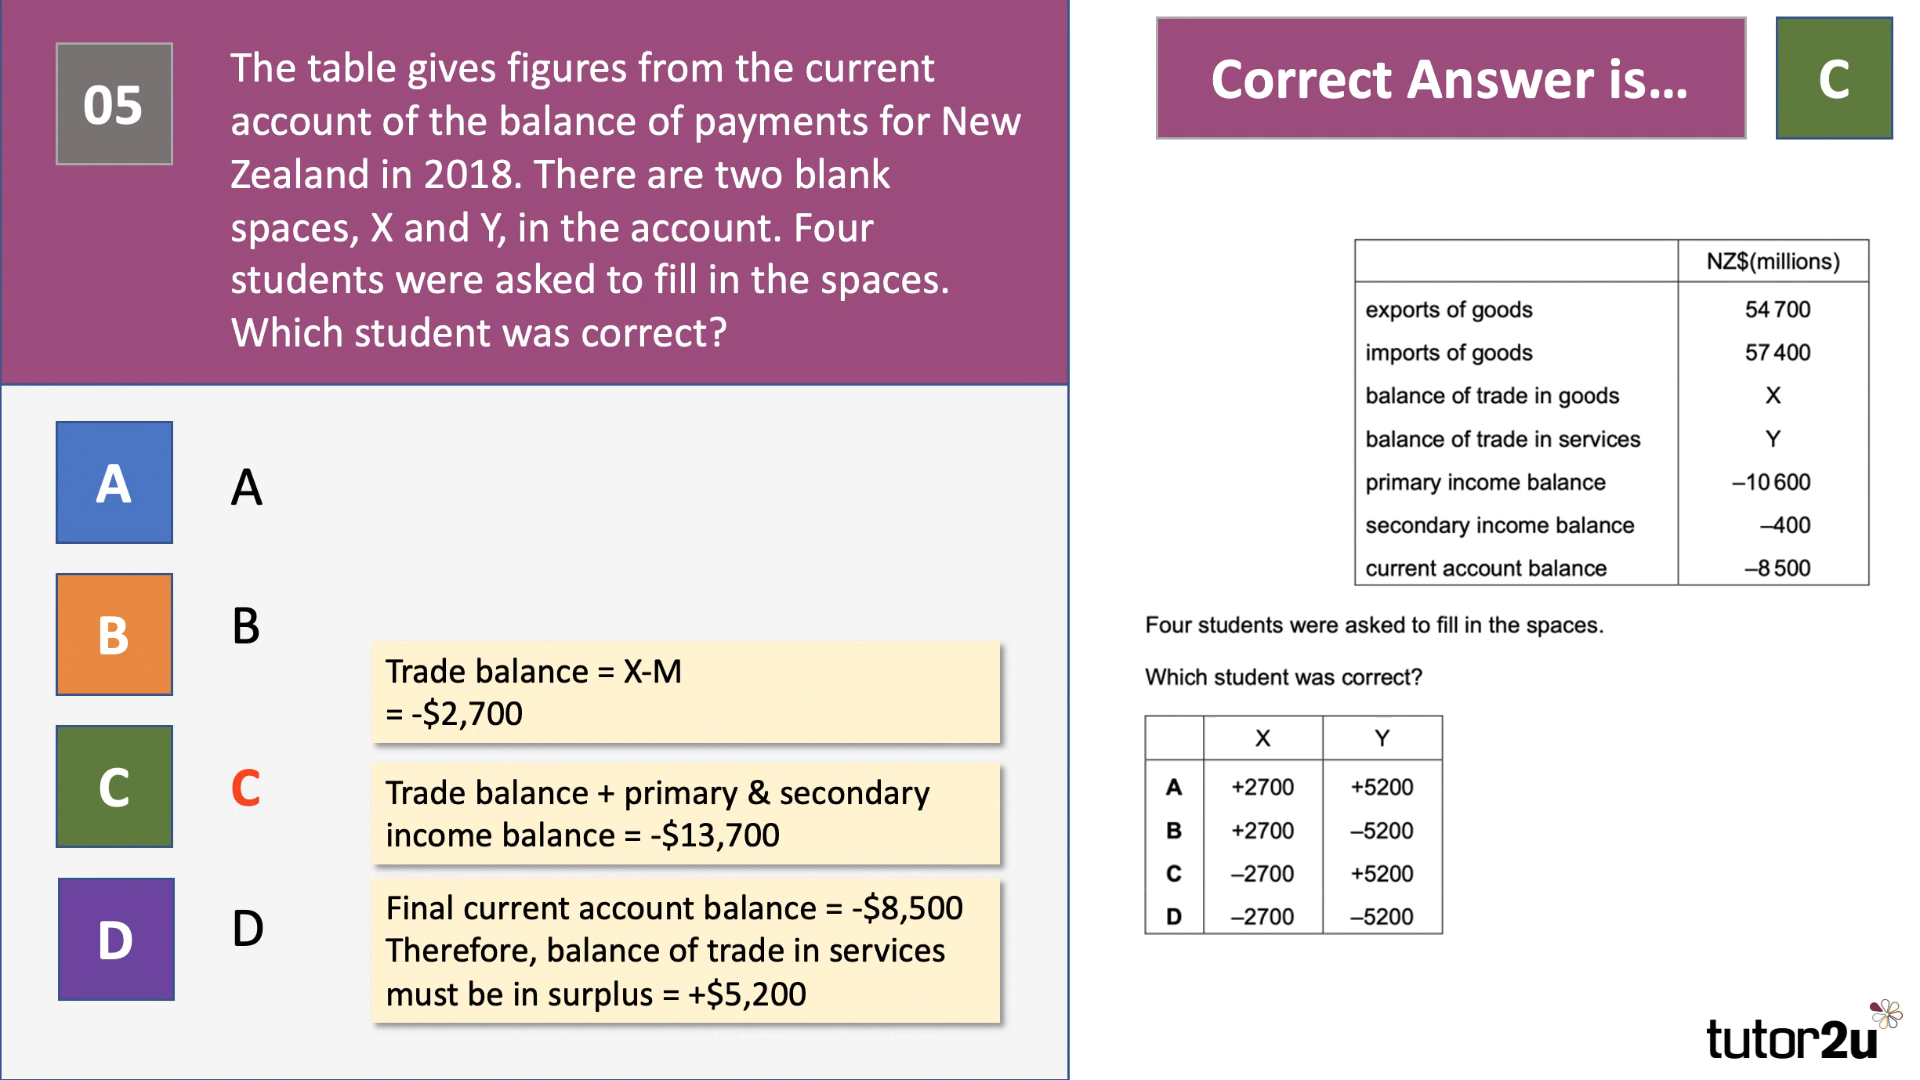 05
The table gives figures from the current
account of the balance of payments for New
Zealand in 2018. There are two blank
spaces, X and Y, in the account. Four
students were asked to fill in the spaces.
Which student was correct?
A A
B B
C C
D D
Trade balance = X-M
= -$2,700
Trade balance + primary & secondary
income balance = -$13,700
Final current account balance = -$8,500
Therefore, balance of trade in services
must be in surplus = +$5,200
Correct Answer is... C
NZ$(millions)
exports of goods 54 700
imports of goods 57 400
balance of trade in goods X
balance of trade in services Y
primary income balance –10 600
secondary income balance –400
current account balance –8 500
Four students were asked to fill in the spaces.
Which student was correct?
X Y
A +2700 +5200
B +2700 –5200
C –2700 +5200
D –2700 –5200
tutor2u